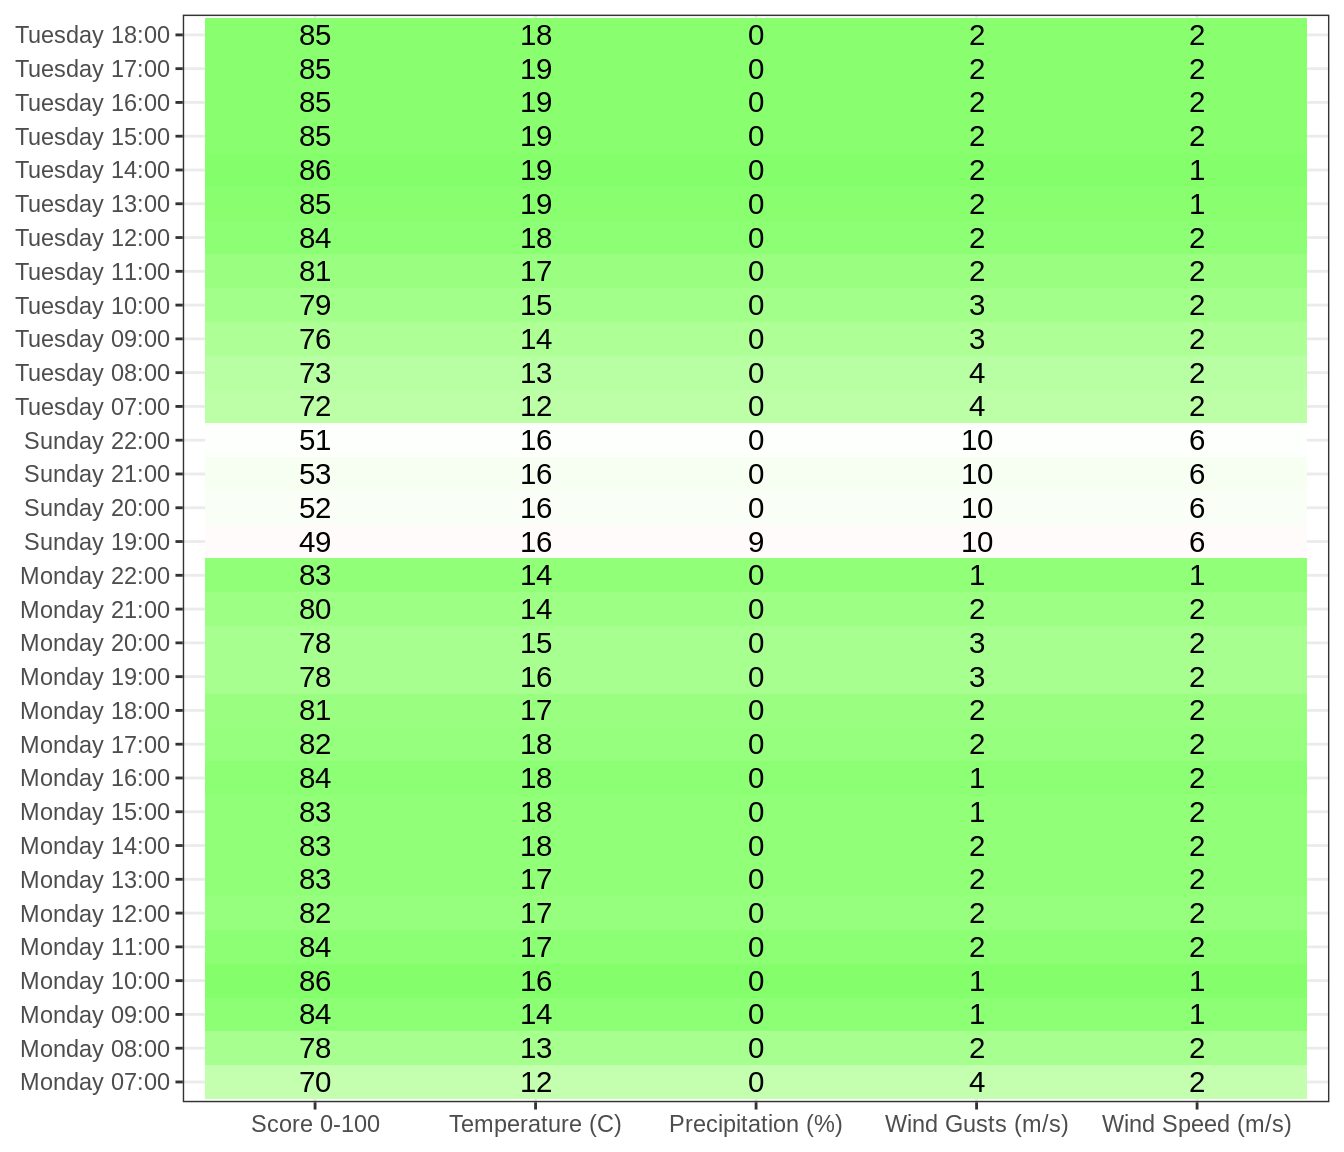 Tuesday 18:00 85 18 0 2 2
Tuesday 17:00 85 19 0 2 2
Tuesday 16:00 85 19 0 2 2
Tuesday 15:00 85 19 0 2 2
Tuesday 14:00 86 19 0 2 1
Tuesday 13:00 85 19 0 2 1
Tuesday 12:00 84 18 0 2 2
Tuesday 11:00 81 17 0 2 2
Tuesday 10:00 79 15 0 3 2
Tuesday 09:00 76 14 0 3 2
Tuesday 08:00 73 13 0 4 2
Tuesday 07:00 72 12 0 4 2
Sunday 22:00 51 16 0 10 6
Sunday 21:00 53 16 0 10 6
Sunday 20:00 52 16 0 10 6
Sunday 19:00 49 16 9 10 6
Monday 22:00 83 14 0 1 1
Monday 21:00 80 14 0 2 2
Monday 20:00 78 15 0 3 2
Monday 19:00 78 16 0 3 2
Monday 18:00 81 17 0 2 2
Monday 17:00 82 18 0 2 2
Monday 16:00 84 18 0 1 2
Monday 15:00 83 18 0 1 2
Monday 14:00 83 18 0 2 2
Monday 13:00 83 17 0 2 2
Monday 12:00 82 17 0 2 2
Monday 11:00 84 17 0 2 2
Monday 10:00 86 16 0 1 1
Monday 09:00 84 14 0 1 1
Monday 08:00 78 13 0 2 2
Monday 07:00 70 12 0 4 2
Score 0-100 Temperature (C) Precipitation (%) Wind Gusts (m/s) Wind Speed (m/s)